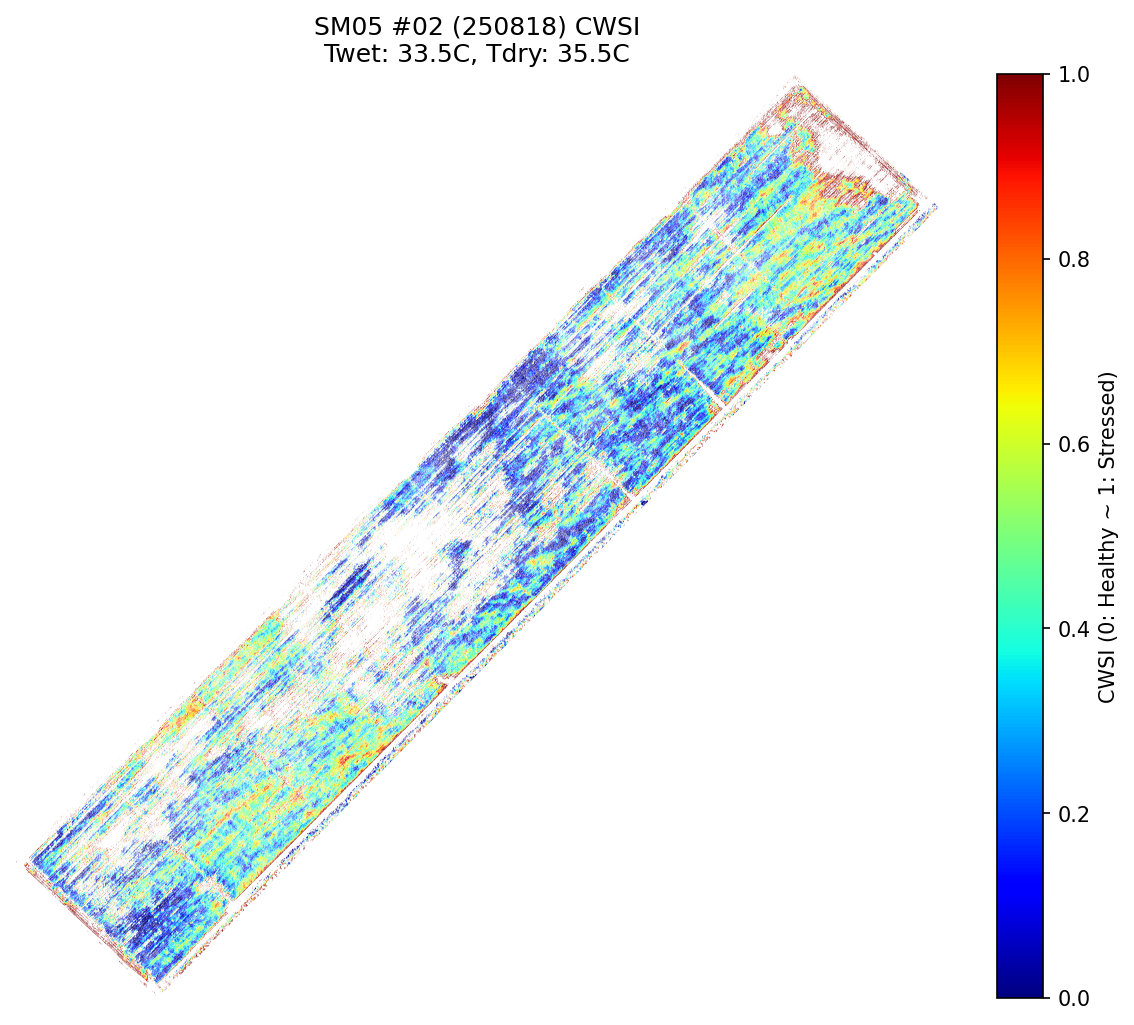 SM05 #02 (250818) CWSI
Twet: 33.5C, Tdry: 35.5C
1.0
0.8
0.6
0.4
0.2
0.0
CWSI (0: Healthy ~ 1: Stressed)